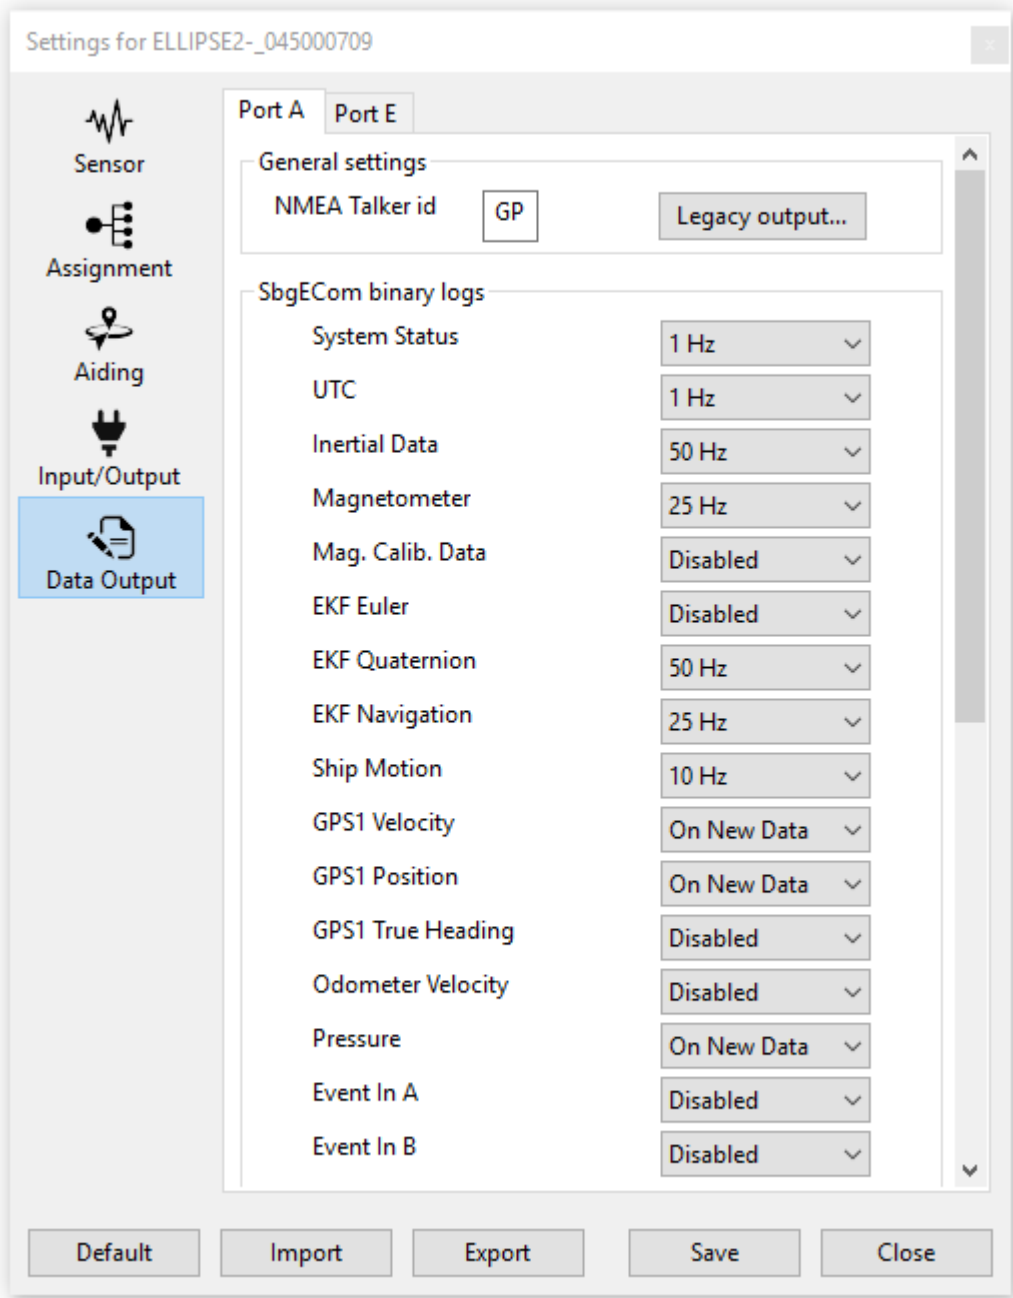 Settings for ELLIPSE2-_045000709
x
Sensor
Assignment
Aiding
Input/Output
Data Output
Port A
Port E
General settings
NMEA Talker id GP Legacy output...
SbgECom binary logs
System Status 1 Hz
UTC 1 Hz
Inertial Data 50 Hz
Magnetometer 25 Hz
Mag. Calib. Data Disabled
EKF Euler Disabled
EKF Quaternion 50 Hz
EKF Navigation 25 Hz
Ship Motion 10 Hz
GPS1 Velocity On New Data
GPS1 Position On New Data
GPS1 True Heading Disabled
Odometer Velocity Disabled
Pressure On New Data
Event In A Disabled
Event In B Disabled
Default Import Export Save Close